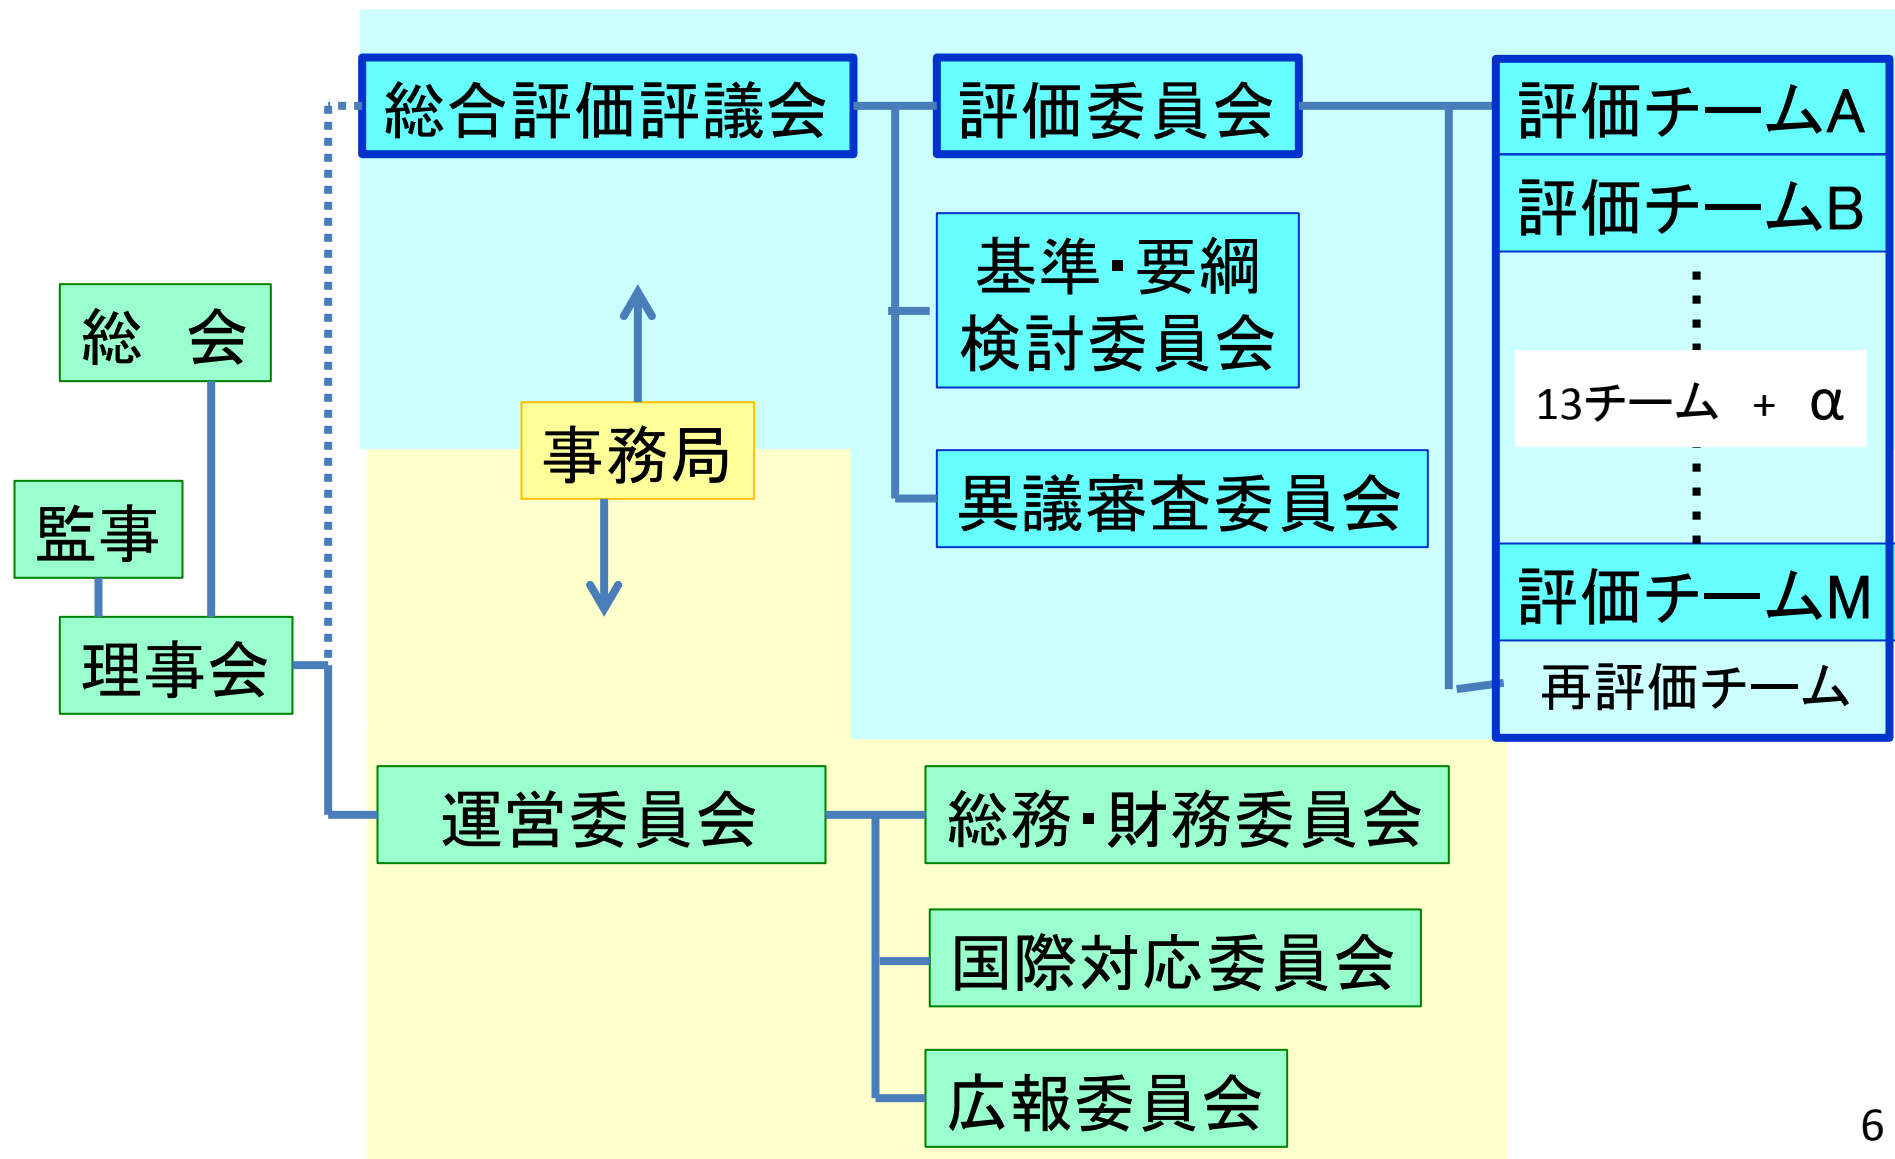 総合評価評議会
評価委員会
評価チームA
評価チームB
基準・要綱
検討委員会
総　会
13チーム + α
事務局
異議審査委員会
監事
評価チームM
理事会
再評価チーム
運営委員会
総務・財務委員会
国際対応委員会
広報委員会
6